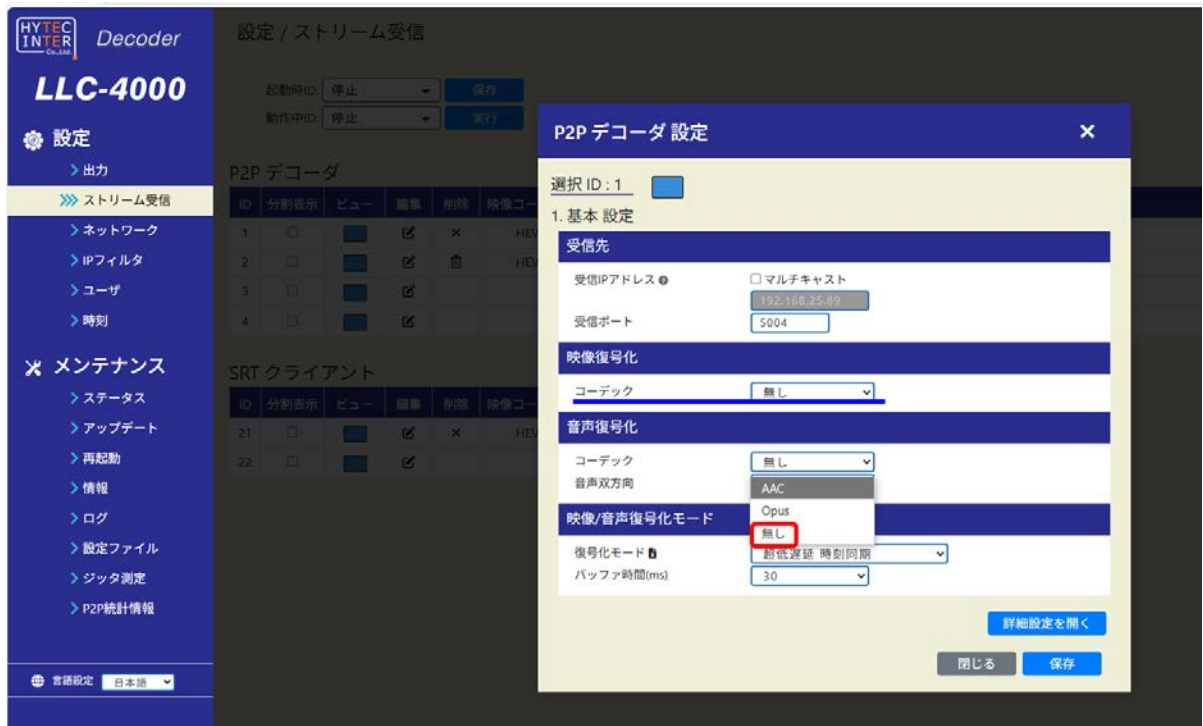 HYTEC
INTER
Co.,Ltd.
Decoder
LLC-4000
設定
出力
ストリーム受信
ネットワーク
IPフィルタ
ユーザ
時刻
メンテナンス
ステータス
アップデート
再起動
情報
ログ
設定ファイル
ジッタ測定
P2P統計情報
言語設定 日本語
設定 / ストリーム受信
起動時ID: 停止 保存
動作中ID: 停止 実行
P2P デコーダ
ID 分割表示 ビュー 編集 削除 映像コー
1 HEV
2 HEV
3
4
SRT クライアント
ID 分割表示 ビュー 編集 削除 映像コー
21 HEV
22
P2P デコーダ 設定
選択 ID : 1
1. 基本 設定
受信先
受信IPアドレス マルチキャスト
192.168.25.89
受信ポート 5004
映像復号化
コーデック 無し
音声復号化
コーデック 無し
音声双方向
AAC
Opus
無し
映像/音声復号化モード
復号化モード 超低遅延 時刻同期
バッファ時間(ms) 30
詳細設定を開く
閉じる 保存